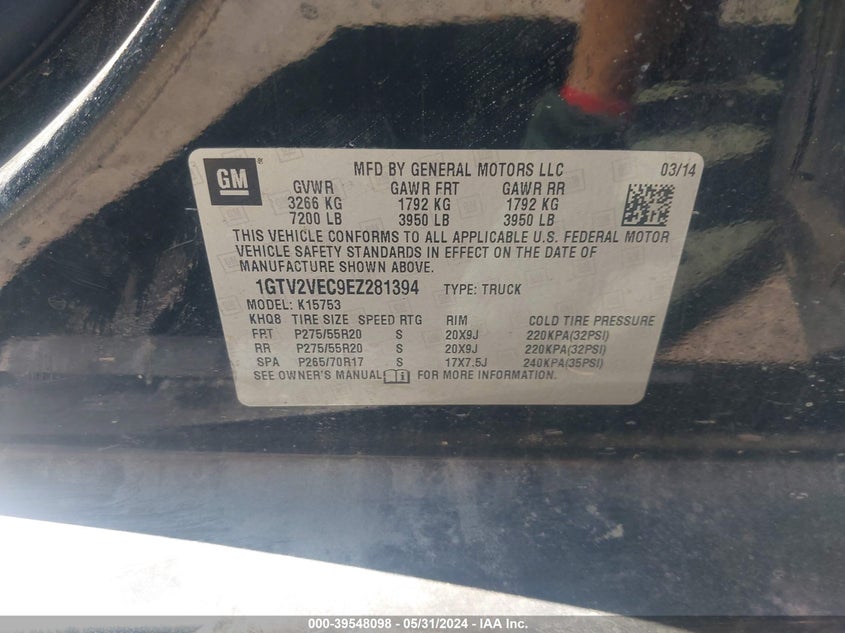 GM ® MFD BY GENERAL MOTORS LLC 03/14
GVWR GAWR FRT GAWR RR
3266 KG 1792 KG 1792 KG
7200 LB 3950 LB 3950 LB
THIS VEHICLE CONFORMS TO ALL APPLICABLE U.S. FEDERAL MOTOR
VEHICLE SAFETY STANDARDS IN EFFECT ON THE DATE OF
MANUFACTURE SHOWN ABOVE.
1GTV2VEC9EZ281394 TYPE: TRUCK
MODEL: K15753
KHQ8 TIRE SIZE SPEED RTG RIM COLD TIRE PRESSURE
FRT P275/55R20 S 20X9J 220KPA(32PSI)
RR P275/55R20 S 20X9J 220KPA(32PSI)
SPA P265/70R17 S 17X7.5J 240KPA(35PSI)
SEE OWNER'S MANUAL FOR MORE INFORMATION.
000-39548098 - 05/31/2024 - IAA Inc.